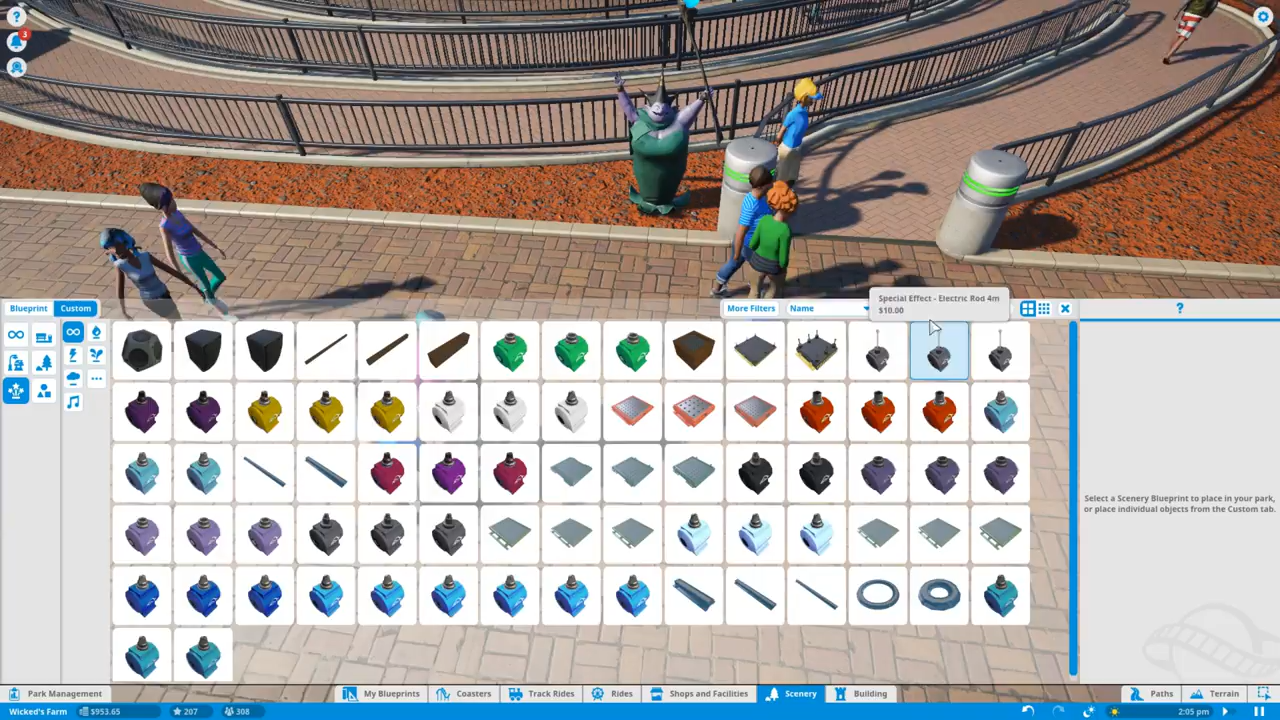 ?
3
Blueprint
Custom
More Filters
Name
Special Effect - Electric Rod 4m
$10.00
?
Select a Scenery Blueprint to place in your park,
or place individual objects from the Custom tab.
Park Management
My Blueprints
Coasters
Track Rides
Rides
Shops and Facilities
Scenery
Building
Paths
Terrain
Wicked's Farm
$953.65
207
308
2:05 pm